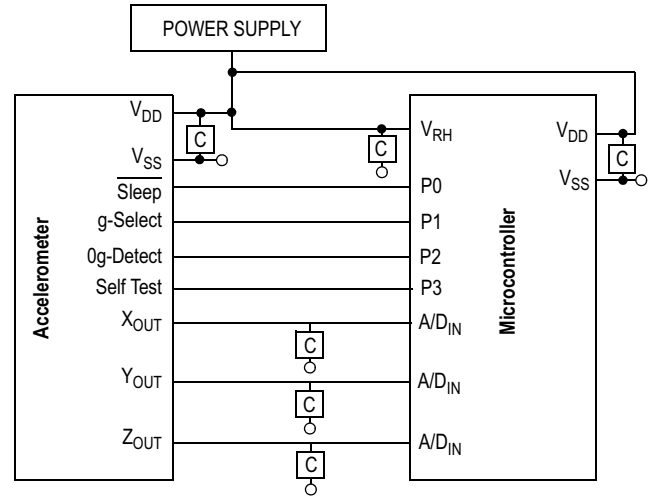 POWER SUPPLY
Accelerometer
V_DD
C
V_SS
Sleep
g-Select
0g-Detect
Self Test
X_OUT
Y_OUT
Z_OUT
C
C
C
C
Microcontroller
V_RH
P0
P1
P2
P3
A/D_IN
A/D_IN
A/D_IN
V_DD
C
V_SS